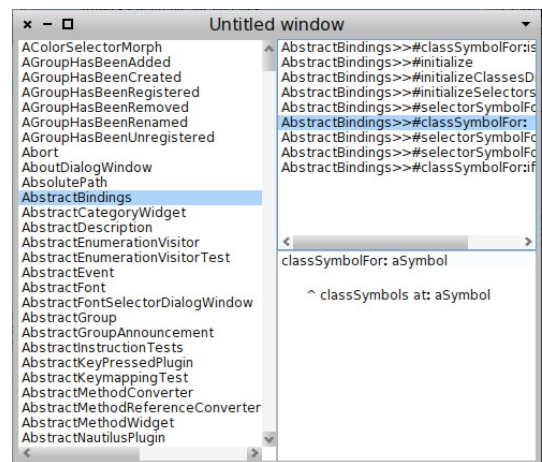 Untitled window
AColorSelectorMorph
AGroupHasBeenAdded
AGroupHasBeenCreated
AGroupHasBeenRegistered
AGroupHasBeenRemoved
AGroupHasBeenRenamed
AGroupHasBeenUnregistered
Abort
AboutDialogWindow
AbsolutePath
AbstractBindings
AbstractCategoryWidget
AbstractDescription
AbstractEnumerationVisitor
AbstractEnumerationVisitorTest
AbstractEvent
AbstractFont
AbstractFontSelectorDialogWindow
AbstractGroup
AbstractGroupAnnouncement
AbstractInstructionTests
AbstractKeyPressedPlugin
AbstractKeymappingTest
AbstractMethodConverter
AbstractMethodReferenceConverter
AbstractMethodWidget
AbstractNautilusPlugin
AbstractBindings>>#classSymbolFor:is
AbstractBindings>>#initialize
AbstractBindings>>#initializeClassesD
AbstractBindings>>#initializeSelectors
AbstractBindings>>#selectorSymbolFo
AbstractBindings>>#classSymbolFor:
AbstractBindings>>#selectorSymbolFo
AbstractBindings>>#selectorSymbolFo
AbstractBindings>>#classSymbolFor:if
classSymbolFor: aSymbol
^ classSymbols at: aSymbol